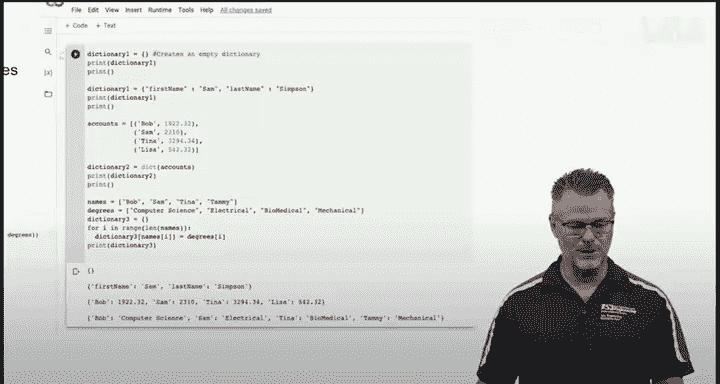 File Edit View Insert Runtime Tools Help All changes saved
+ Code + Text
es
dictionary1 = {} #Creates an empty dictionary
print(dictionary1)
print()
dictionary1 = {"firstName" : "Sam", "lastName" : "Simpson"}
print(dictionary1)
print()
accounts = [('Bob', 1922.32),
('Sam', 2310),
('Tina', 3294.34),
('Lisa', 542.32)]
dictionary2 = dict(accounts)
print(dictionary2)
print()
names = ["Bob", "Sam", "Tina", "Tammy"]
degrees = ["Computer Science", "Electrical", "BioMedical", "Mechanical"]
dictionary3 = {}
for i in range(len(names)):
dictionary3[names[i]] = degrees[i]
print(dictionary3)
degrees))
{}
{'firstName': 'Sam', 'lastName': 'Simpson'}
{'Bob': 1922.32, 'Sam': 2310, 'Tina': 3294.34, 'Lisa': 542.32}
{'Bob': 'Computer Science', 'Sam': 'Electrical', 'Tina': 'BioMedical', 'Tammy': 'Mechanical'}